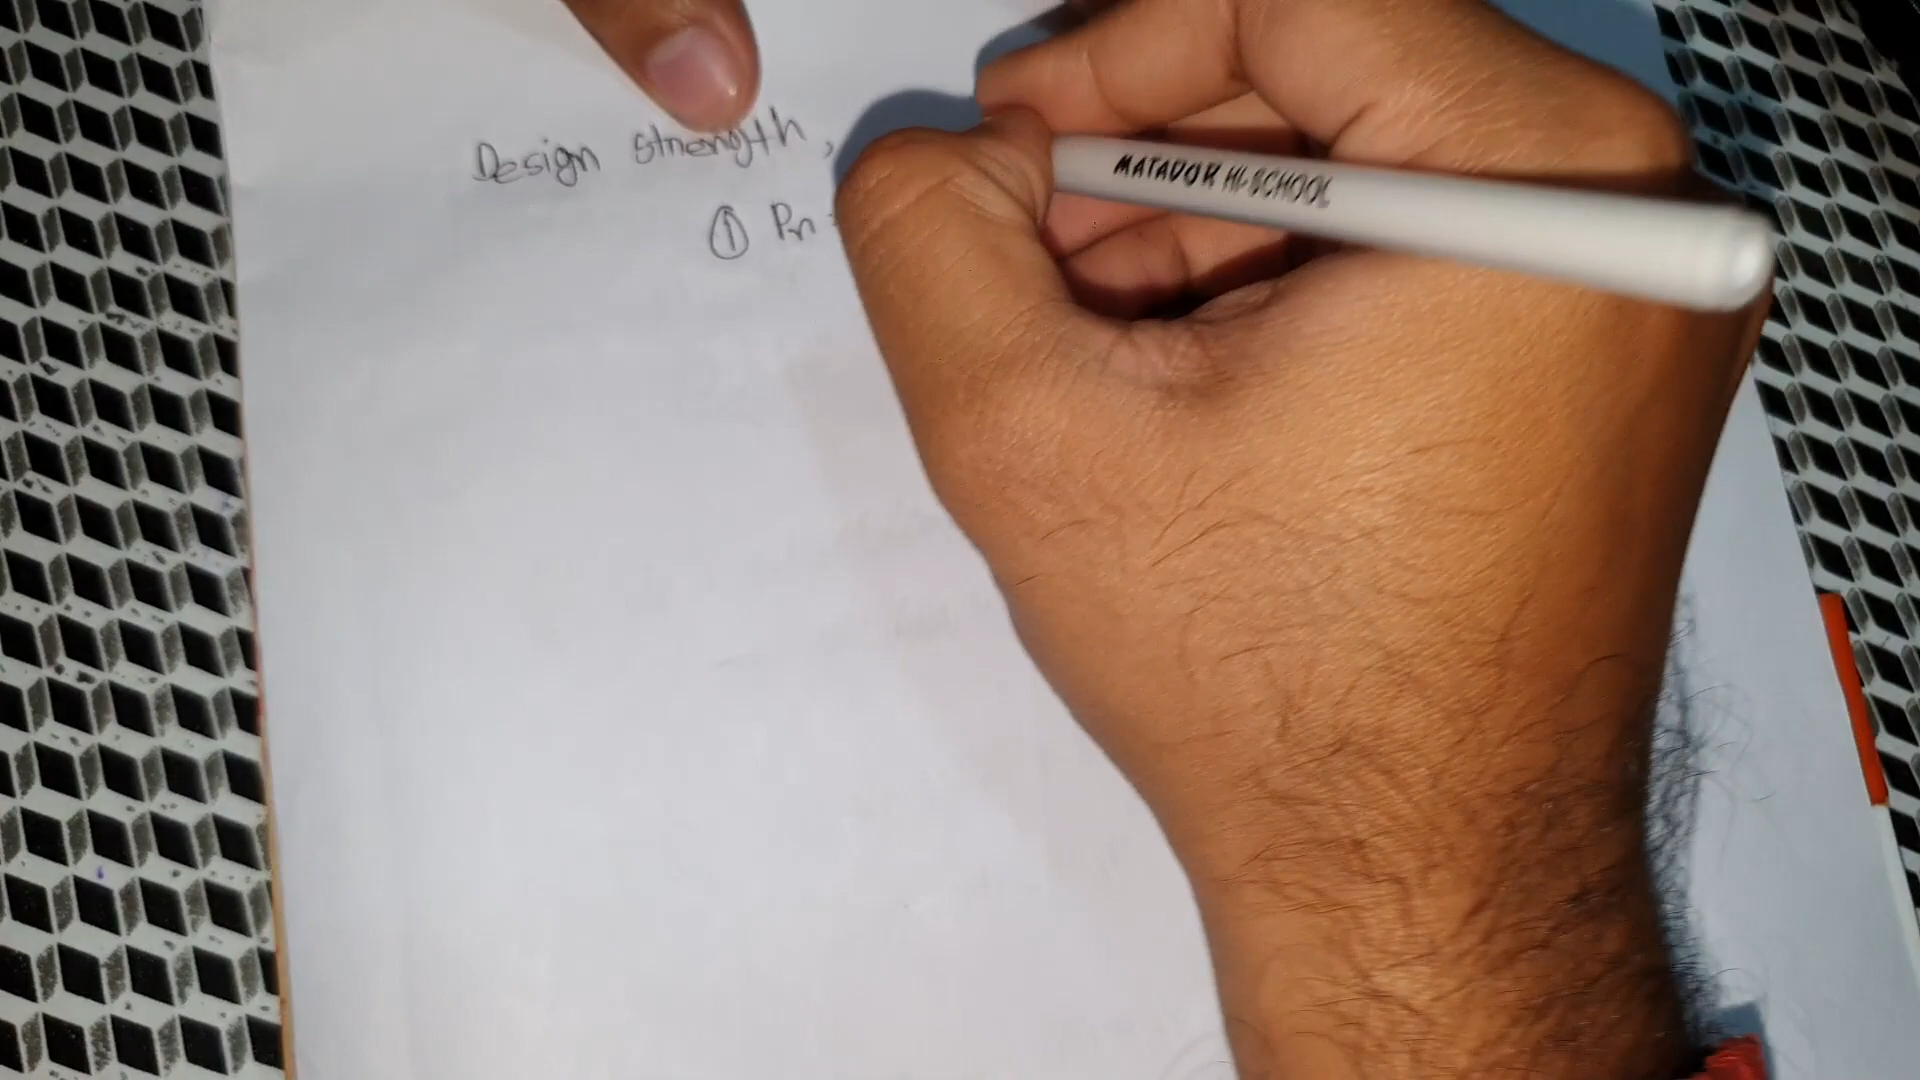 Design strength,
① Pn =
MATADOR HI-SCHOOL